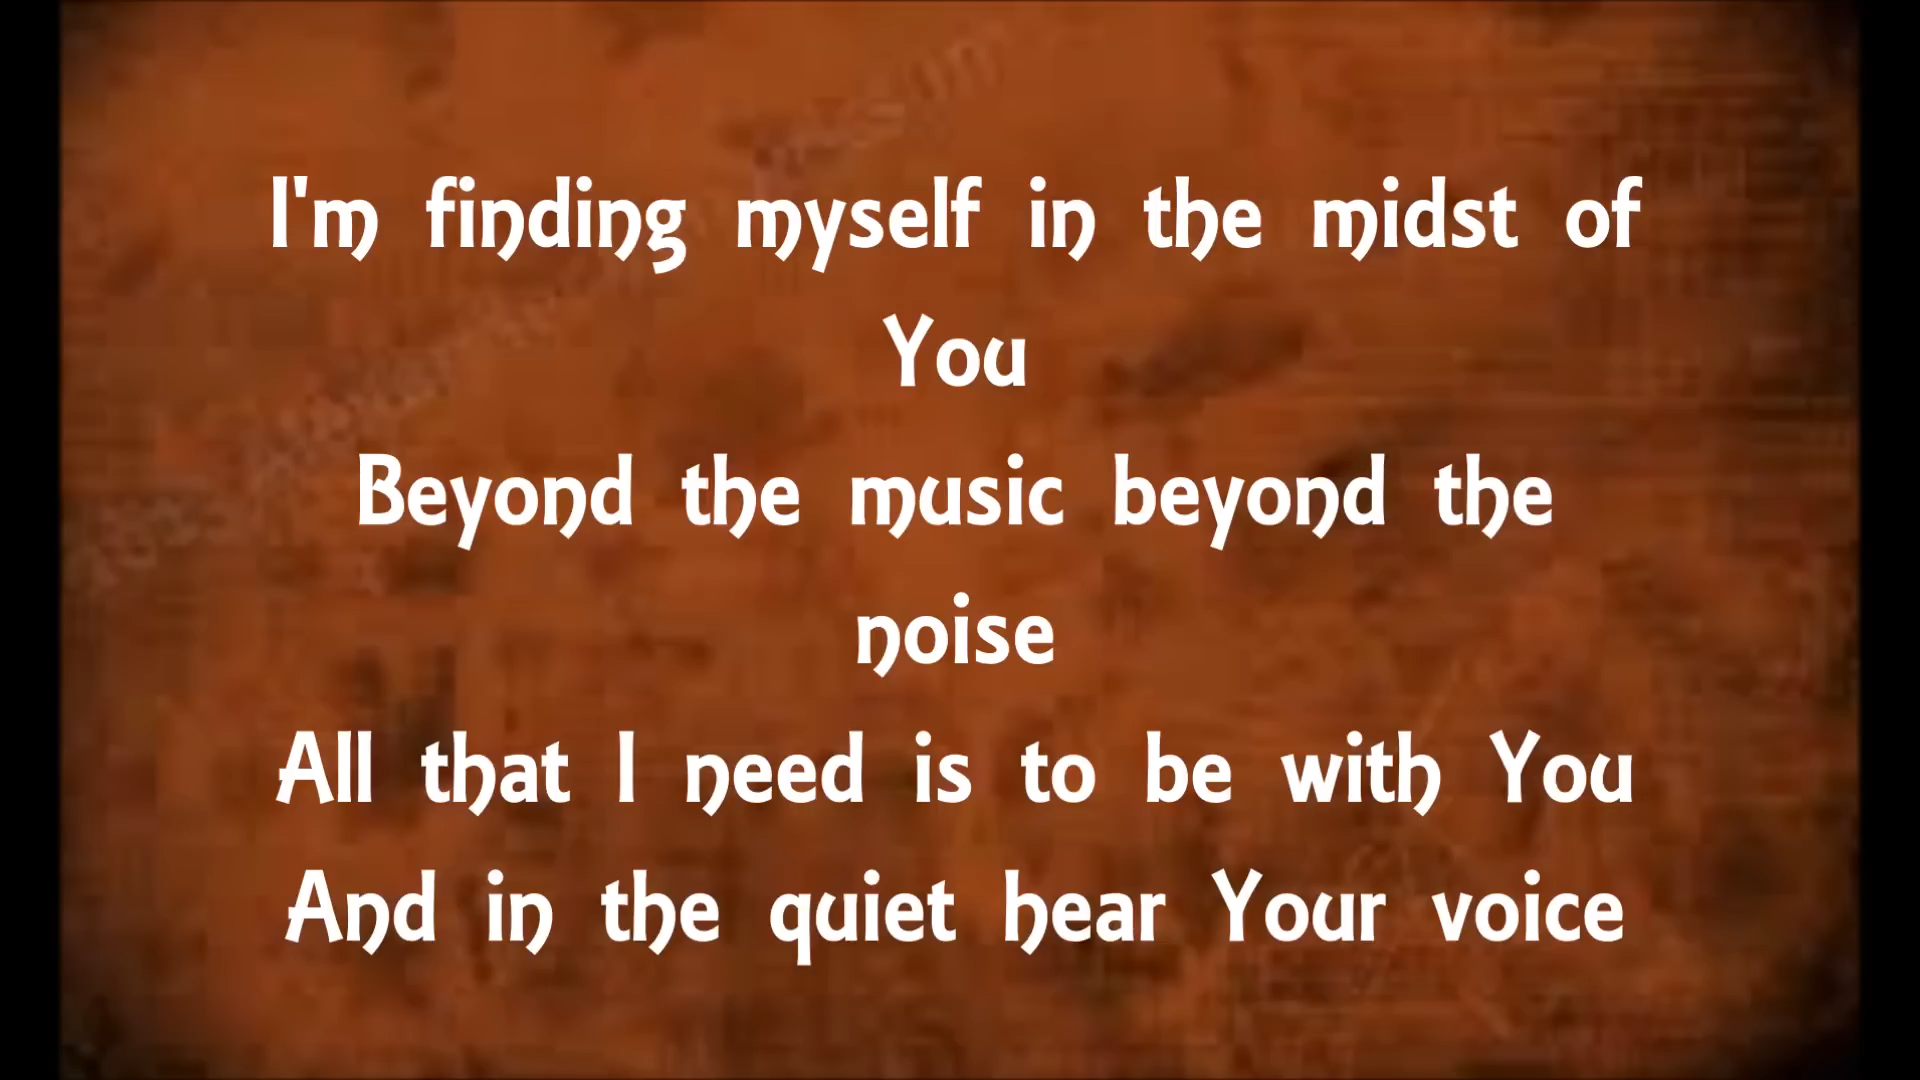 I'm finding myself in the midst of
You
Beyond the music beyond the
noise
All that I need is to be with You
And in the quiet hear Your voice